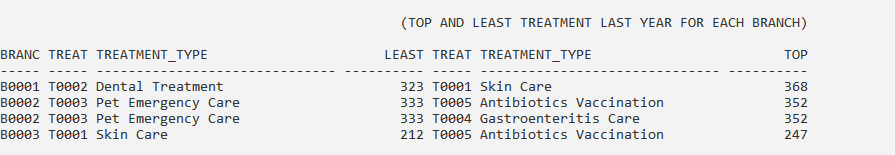 (TOP AND LEAST TREATMENT LAST YEAR FOR EACH BRANCH)
BRANC TREAT TREATMENT_TYPE LEAST TREAT TREATMENT_TYPE TOP
----- ----- ------------------------------ ---------- ----- ------------------------------ ----------
B0001 T0002 Dental Treatment 323 T0001 Skin Care 368
B0002 T0003 Pet Emergency Care 333 T0005 Antibiotics Vaccination 352
B0002 T0003 Pet Emergency Care 333 T0004 Gastroenteritis Care 352
B0003 T0001 Skin Care 212 T0005 Antibiotics Vaccination 247